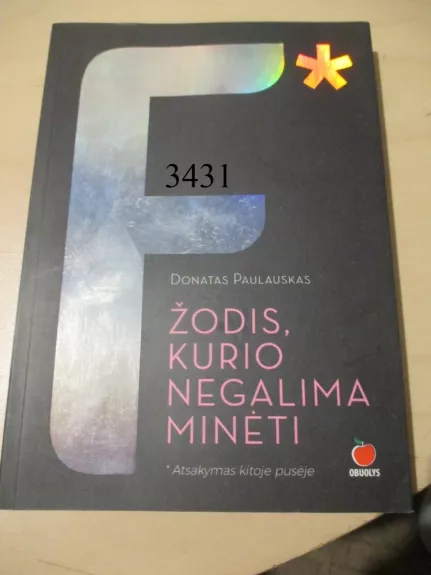 F*
3431
DONATAS PAULAUSKAS
ŽODIS,
KURIO
NEGALIMA
MINĖTI
* Atsakymas kitoje pusėje
OBUOLYS